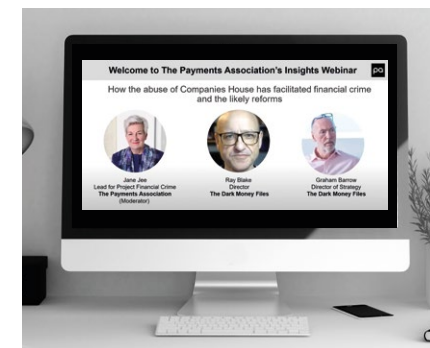 Welcome to The Payments Association's Insights Webinar
pa
How the abuse of Companies House has facilitated financial crime
and the likely reforms
Jane Jee
Lead for Project Financial Crime
The Payments Association
(Moderator)
Ray Blake
Director
The Dark Money Files
Graham Barrow
Director of Strategy
The Dark Money Files